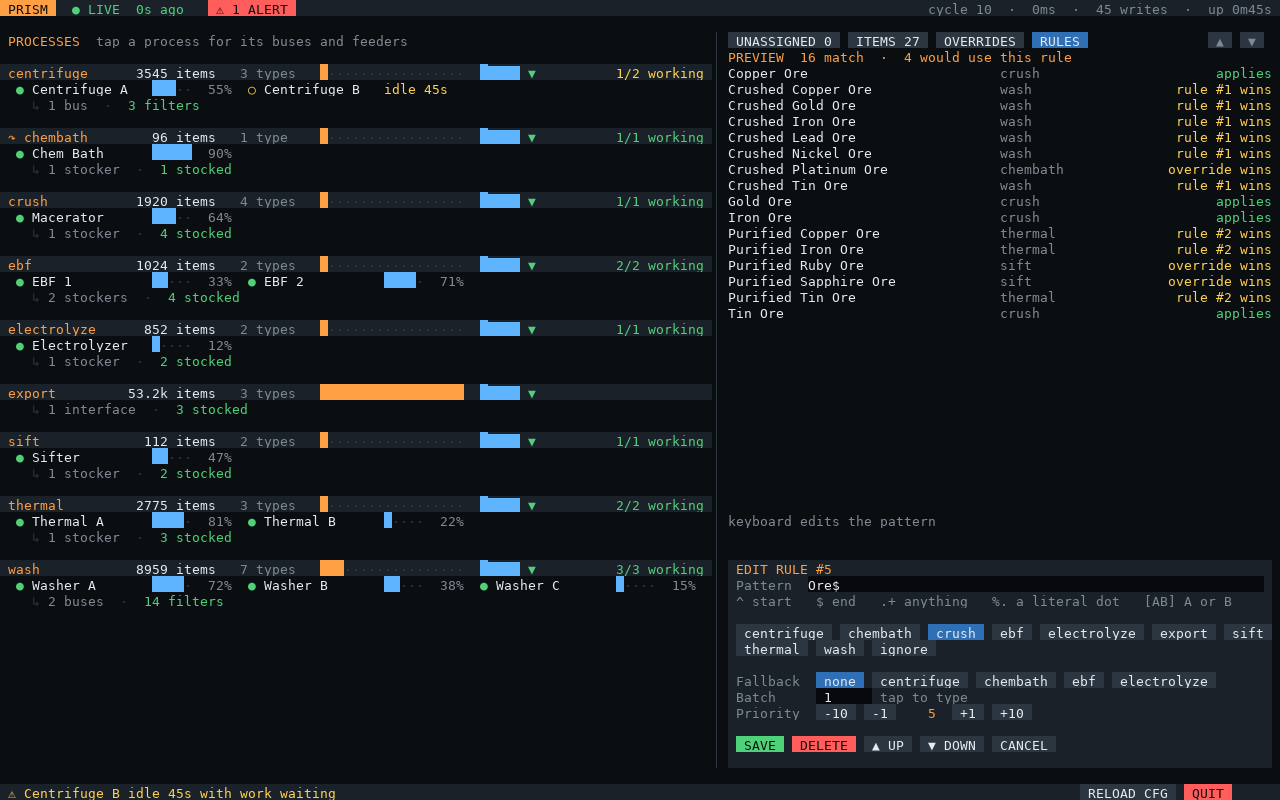 PRISM ● LIVE 0s ago ⚠ 1 ALERT cycle 10 · 0ms · 45 writes · up 0m45s
PROCESSES tap a process for its buses and feeders
centrifuge 3545 items 3 types ▼ 1/2 working
● Centrifuge A 55% ○ Centrifuge B idle 45s
↳ 1 bus · 3 filters
↷ chembath 96 items 1 type ▼ 1/1 working
● Chem Bath 90%
↳ 1 stocker · 1 stocked
crush 1920 items 4 types ▼ 1/1 working
● Macerator 64%
↳ 1 stocker · 4 stocked
ebf 1024 items 2 types ▼ 2/2 working
● EBF 1 33% ● EBF 2 71%
↳ 2 stockers · 4 stocked
electrolyze 852 items 2 types ▼ 1/1 working
● Electrolyzer 12%
↳ 1 stocker · 2 stocked
export 53.2k items 3 types ▼
↳ 1 interface · 3 stocked
sift 112 items 2 types ▼ 1/1 working
● Sifter 47%
↳ 1 stocker · 2 stocked
thermal 2775 items 3 types ▼ 2/2 working
● Thermal A 81% ● Thermal B 22%
↳ 1 stocker · 3 stocked
wash 8959 items 7 types ▼ 3/3 working
● Washer A 72% ● Washer B 38% ● Washer C 15%
↳ 2 buses · 14 filters
UNASSIGNED 0 ITEMS 27 OVERRIDES RULES ▲ ▼
PREVIEW 16 match · 4 would use this rule
Copper Ore crush applies
Crushed Copper Ore wash rule #1 wins
Crushed Gold Ore wash rule #1 wins
Crushed Iron Ore wash rule #1 wins
Crushed Lead Ore wash rule #1 wins
Crushed Nickel Ore wash rule #1 wins
Crushed Platinum Ore chembath override wins
Crushed Tin Ore wash rule #1 wins
Gold Ore crush applies
Iron Ore crush applies
Purified Copper Ore thermal rule #2 wins
Purified Iron Ore thermal rule #2 wins
Purified Ruby Ore sift override wins
Purified Sapphire Ore sift override wins
Purified Tin Ore thermal rule #2 wins
Tin Ore crush applies
keyboard edits the pattern
EDIT RULE #5
Pattern Ore$
^ start $ end .+ anything %. a literal dot [AB] A or B
centrifuge chembath crush ebf electrolyze export sift
thermal wash ignore
Fallback none centrifuge chembath ebf electrolyze
Batch 1 tap to type
Priority -10 -1 5 +1 +10
SAVE DELETE ▲ UP ▼ DOWN CANCEL
⚠ Centrifuge B idle 45s with work waiting RELOAD CFG QUIT